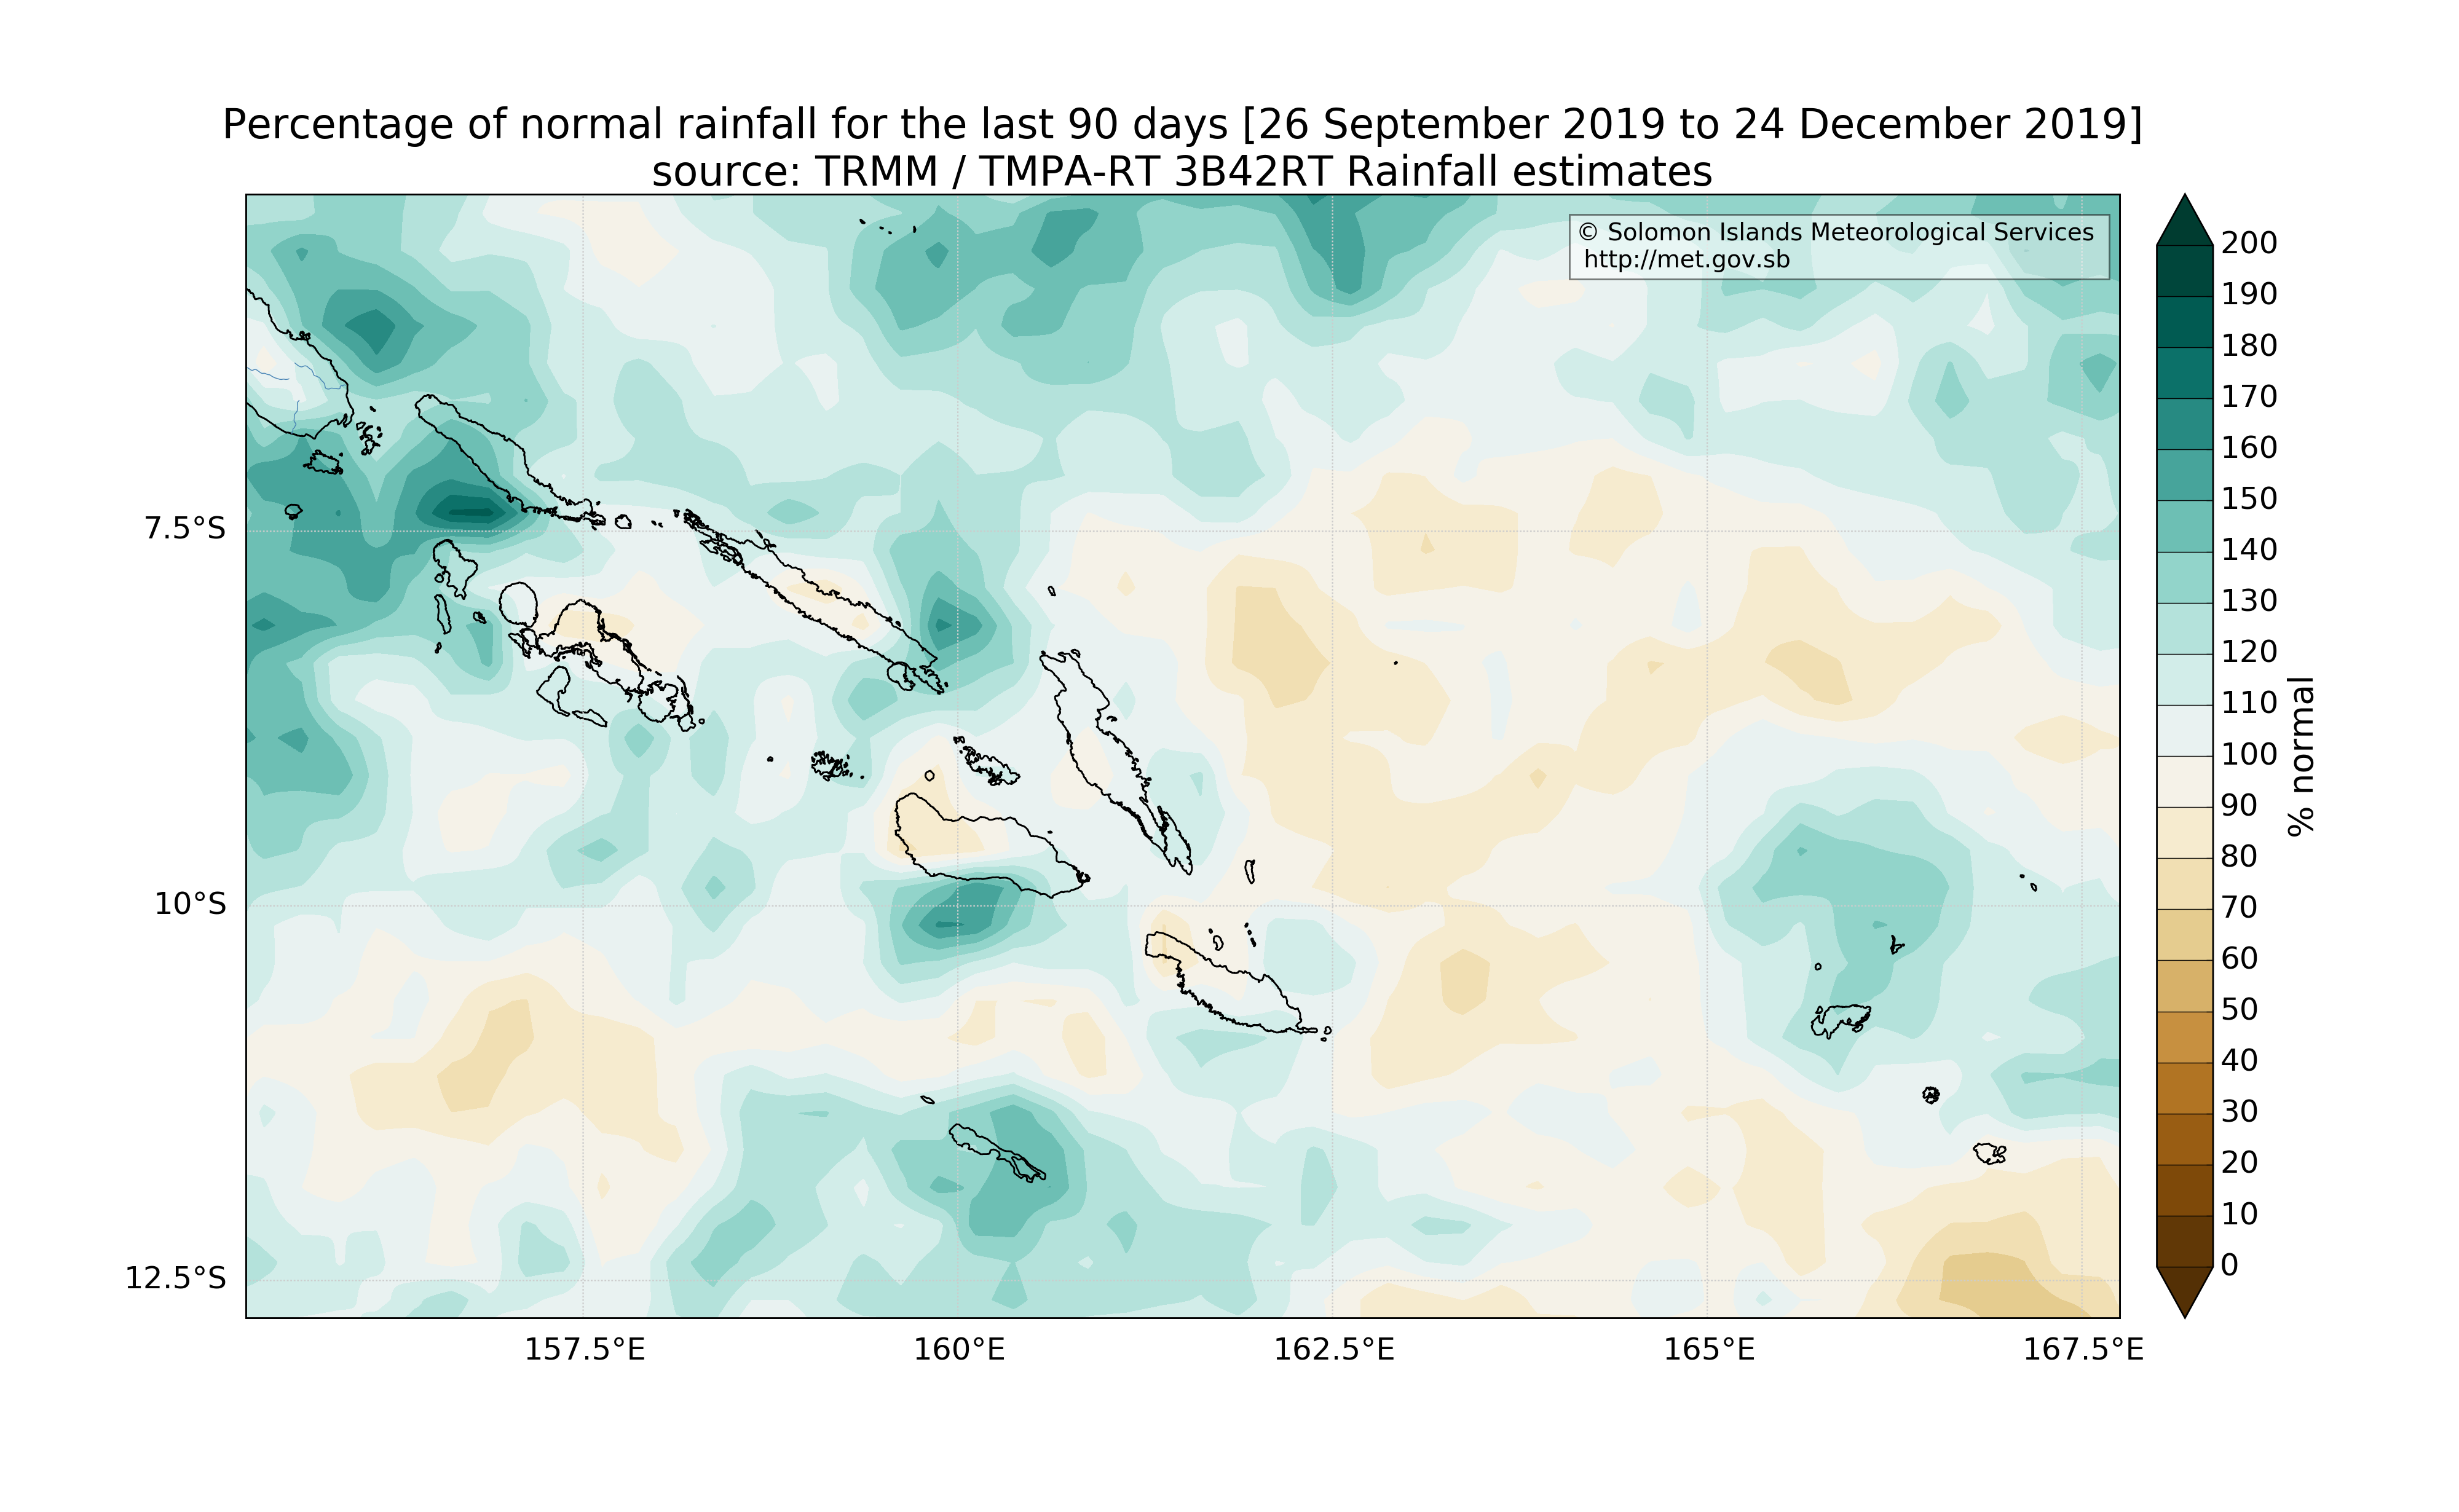 Percentage of normal rainfall for the last 90 days [26 September 2019 to 24 December 2019]
source: TRMM / TMPA-RT 3B42RT Rainfall estimates
© Solomon Islands Meteorological Services
http://met.gov.sb
7.5°S
10°S
12.5°S
157.5°E
160°E
162.5°E
165°E
167.5°E
200
190
180
170
160
150
140
130
120
110
100
90
80
70
60
50
40
30
20
10
0
% normal